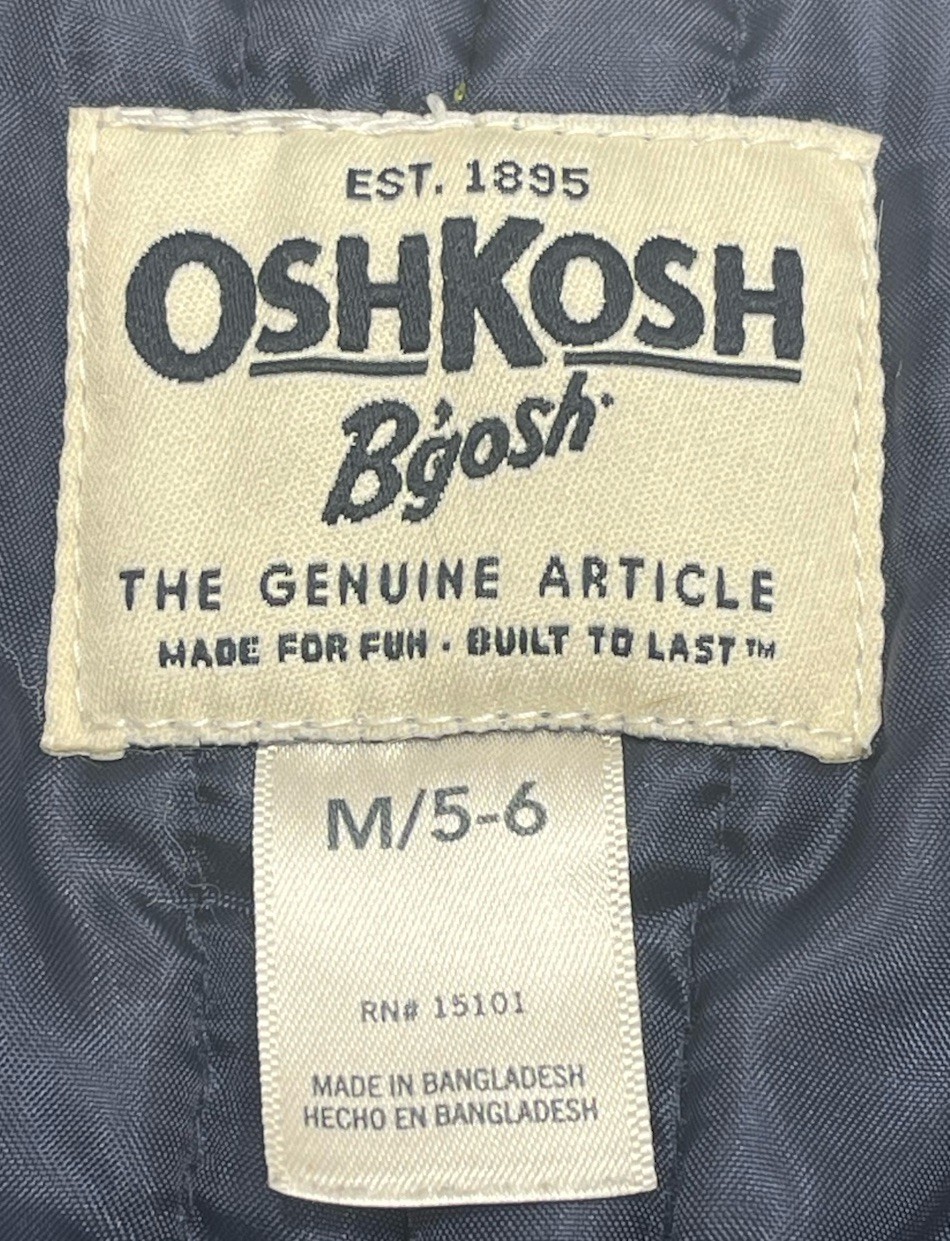 EST. 1895
OSHKOSH
B'gosh
THE GENUINE ARTICLE
MADE FOR FUN · BUILT TO LAST™
M/5-6
RN# 15101
MADE IN BANGLADESH
HECHO EN BANGLADESH